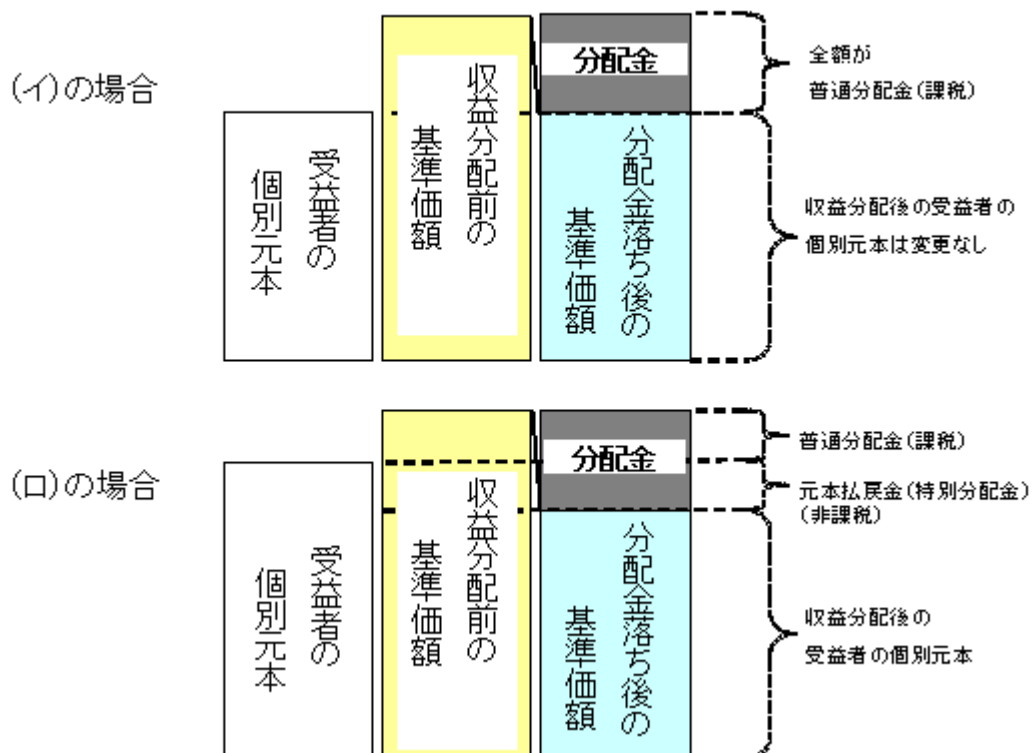 (イ)の場合
受益者の
個別元本
収益分配前の
基準価額
分配金
分配金落ち後の
基準価額
全額が
普通分配金(課税)
収益分配後の受益者の
個別元本は変更なし
(ロ)の場合
受益者の
個別元本
収益分配前の
基準価額
分配金
分配金落ち後の
基準価額
普通分配金(課税)
元本払戻金(特別分配金)
(非課税)
収益分配後の
受益者の個別元本